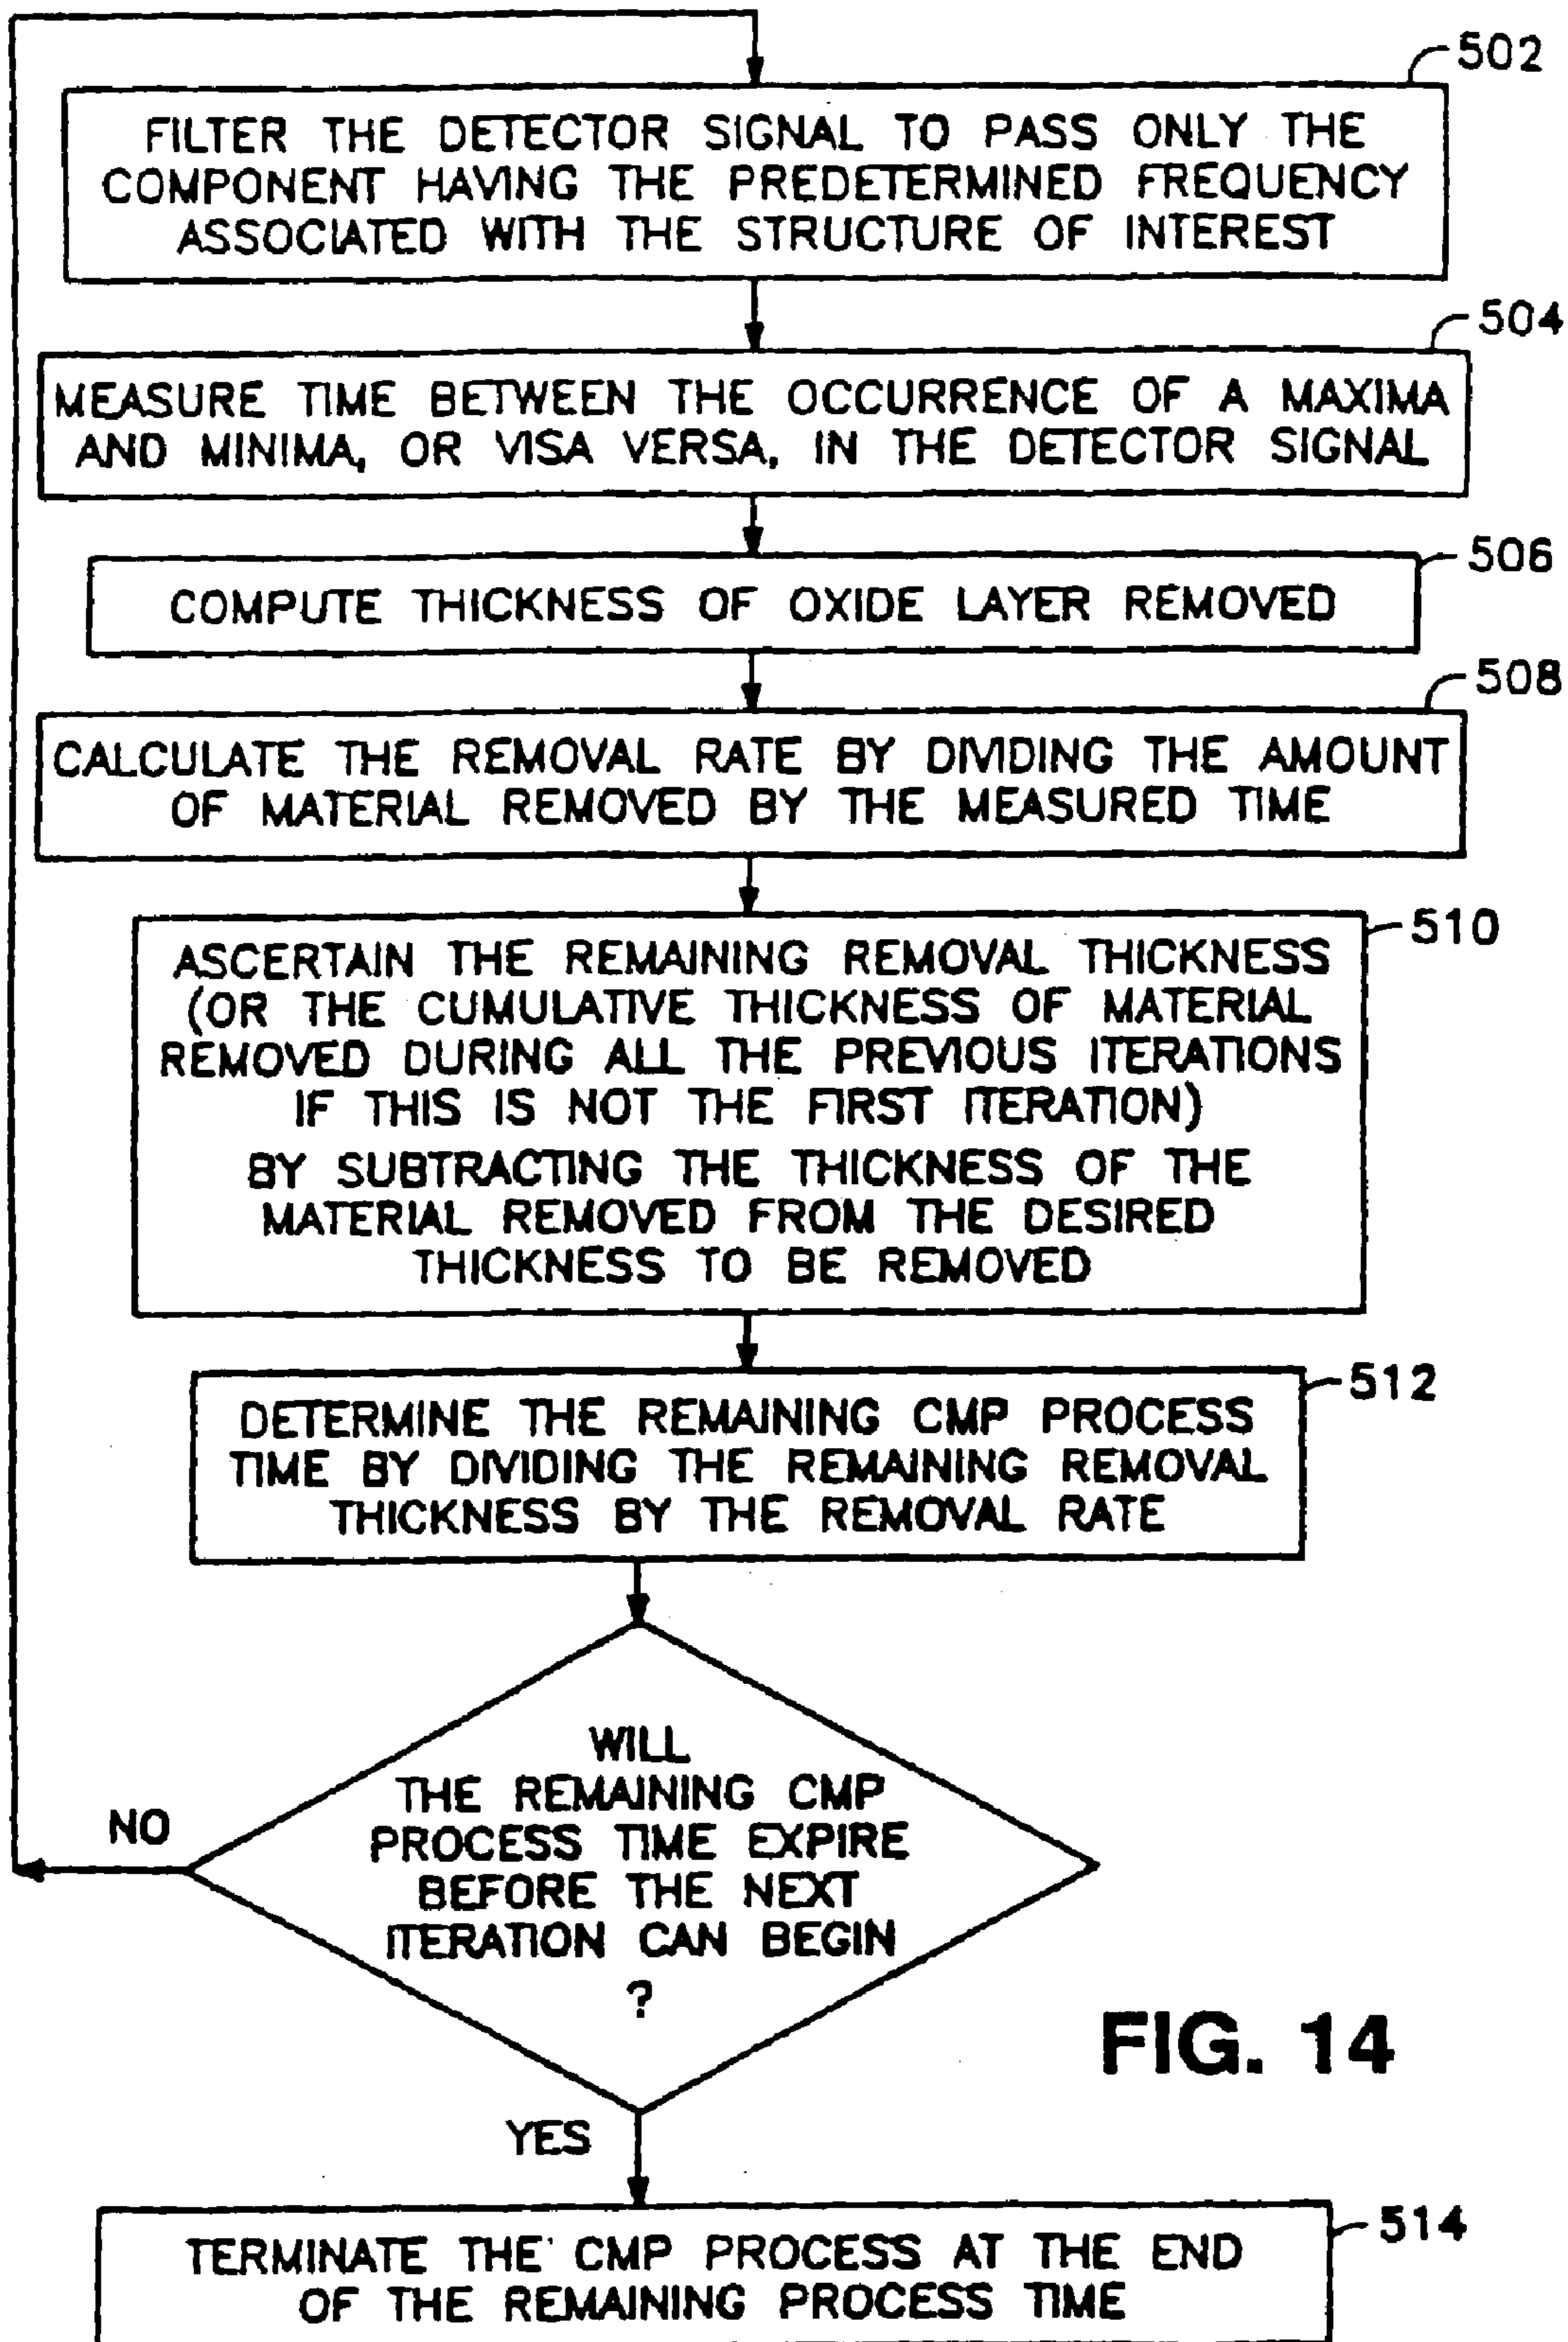 502
FILTER THE DETECTOR SIGNAL TO PASS ONLY THE
COMPONENT HAVING THE PREDETERMINED FREQUENCY
ASSOCIATED WITH THE STRUCTURE OF INTEREST
504
MEASURE TIME BETWEEN THE OCCURRENCE OF A MAXIMA
AND MINIMA, OR VISA VERSA, IN THE DETECTOR SIGNAL
506
COMPUTE THICKNESS OF OXIDE LAYER REMOVED
508
CALCULATE THE REMOVAL RATE BY DIVIDING THE AMOUNT
OF MATERIAL REMOVED BY THE MEASURED TIME
510
ASCERTAIN THE REMAINING REMOVAL THICKNESS
(OR THE CUMULATIVE THICKNESS OF MATERIAL
REMOVED DURING ALL THE PREVIOUS ITERATIONS
IF THIS IS NOT THE FIRST ITERATION)
BY SUBTRACTING THE THICKNESS OF THE
MATERIAL REMOVED FROM THE DESIRED
THICKNESS TO BE REMOVED
512
DETERMINE THE REMAINING CMP PROCESS
TIME BY DIVIDING THE REMAINING REMOVAL
THICKNESS BY THE REMOVAL RATE
WILL
THE REMAINING CMP
PROCESS TIME EXPIRE
BEFORE THE NEXT
ITERATION CAN BEGIN
?
NO
YES
FIG. 14
514
TERMINATE THE CMP PROCESS AT THE END
OF THE REMAINING PROCESS TIME